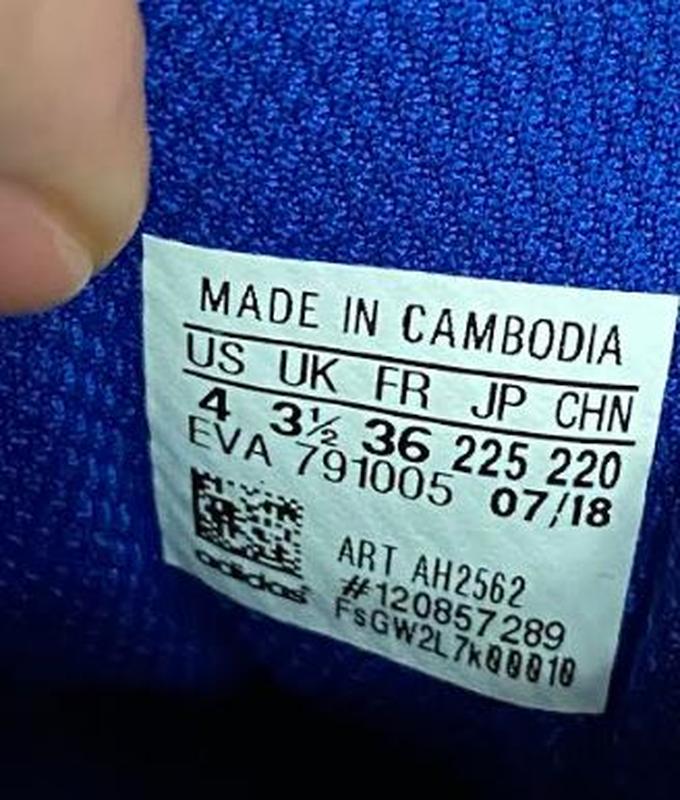 MADE IN CAMBODIA
US UK FR JP CHN
4 3½ 36 225 220
EVA 791005 07/18
ART AH2562
#120857289
FsGW2L7k00010
adidas